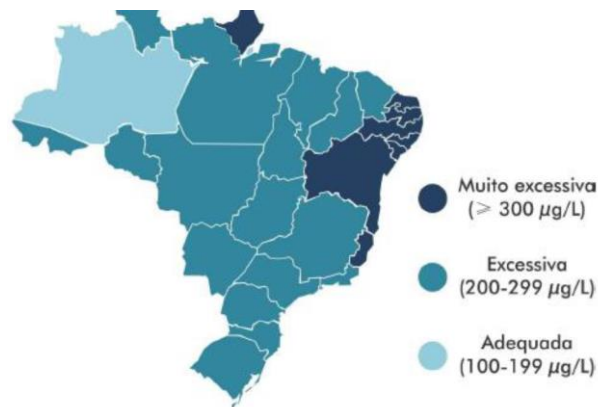 Muito excessiva
(⩾ 300 µg/L)
Excessiva
(200-299 µg/L)
Adequada
(100-199 µg/L)